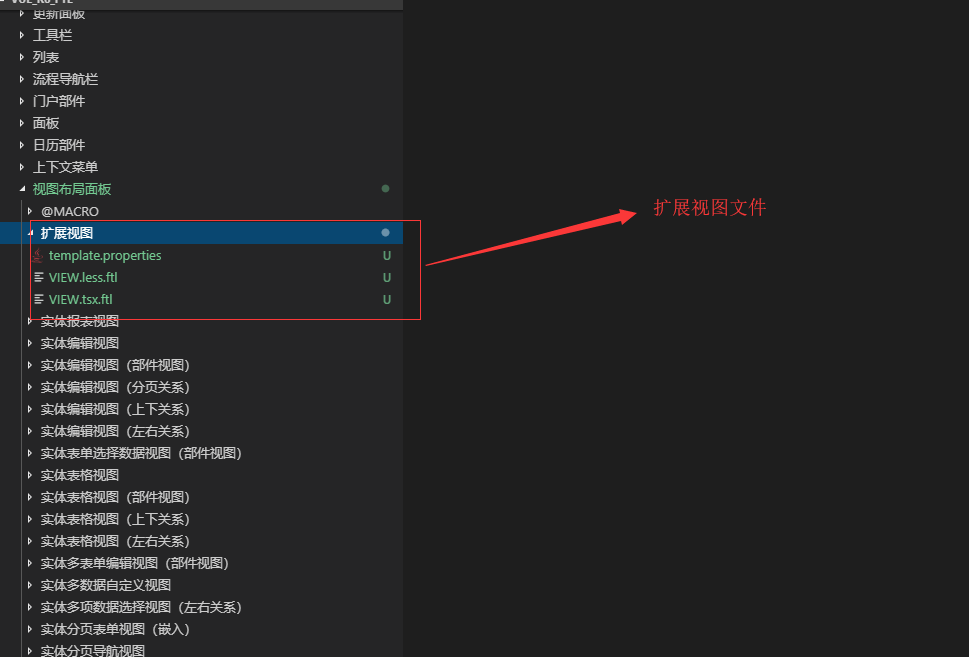 更新面板
工具栏
列表
流程导航栏
门户部件
面板
日历部件
上下文菜单
视图布局面板
@MACRO
扩展视图
扩展视图文件
template.properties U
VIEW.less.ftl U
VIEW.tsx.ftl U
实体报表视图
实体编辑视图
实体编辑视图（部件视图）
实体编辑视图（分页关系）
实体编辑视图（上下关系）
实体编辑视图（左右关系）
实体表单选择数据视图（部件视图）
实体表格视图
实体表格视图（部件视图）
实体表格视图（上下关系）
实体表格视图（左右关系）
实体多表单编辑视图（部件视图）
实体多数据自定义视图
实体多项数据选择视图（左右关系）
实体分页表单视图（嵌入）
实体分页导航视图